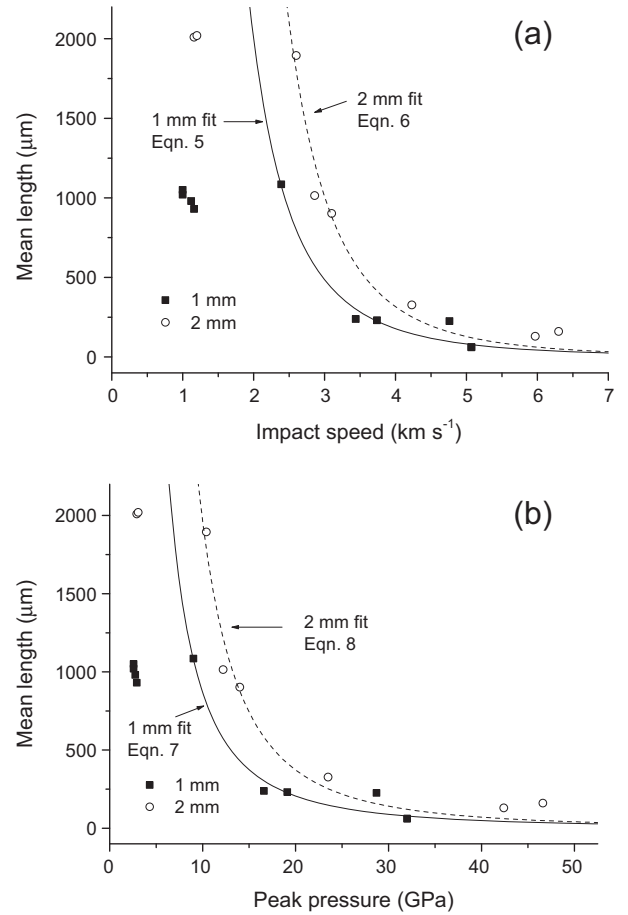 (a)
2000
1500
1000
500
0
Mean length (μm)
1 mm fit
Eqn. 5
2 mm fit
Eqn. 6
1 mm
2 mm
0 1 2 3 4 5 6 7
Impact speed (km s⁻¹)
(b)
2000
1500
1000
500
0
Mean length (μm)
2 mm fit
Eqn. 8
1 mm fit
Eqn. 7
1 mm
2 mm
0 10 20 30 40 50
Peak pressure (GPa)